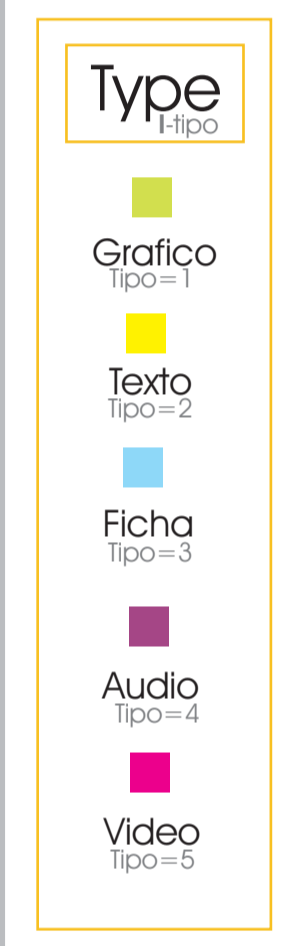 Type
I-tipo
Grafico
Tipo=1
Texto
Tipo=2
Ficha
Tipo=3
Audio
Tipo=4
Video
Tipo=5